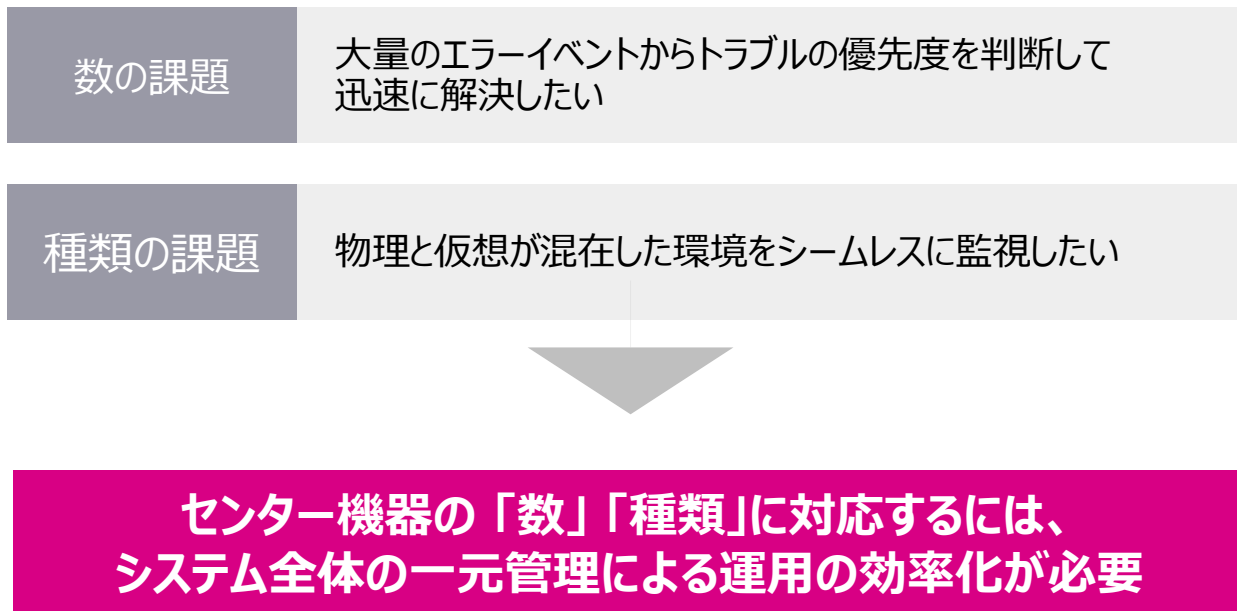 数の課題
大量のエラーイベントからトラブルの優先度を判断して
迅速に解決したい
種類の課題
物理と仮想が混在した環境をシームレスに監視したい
センター機器の「数」「種類」に対応するには、
システム全体の一元管理による運用の効率化が必要